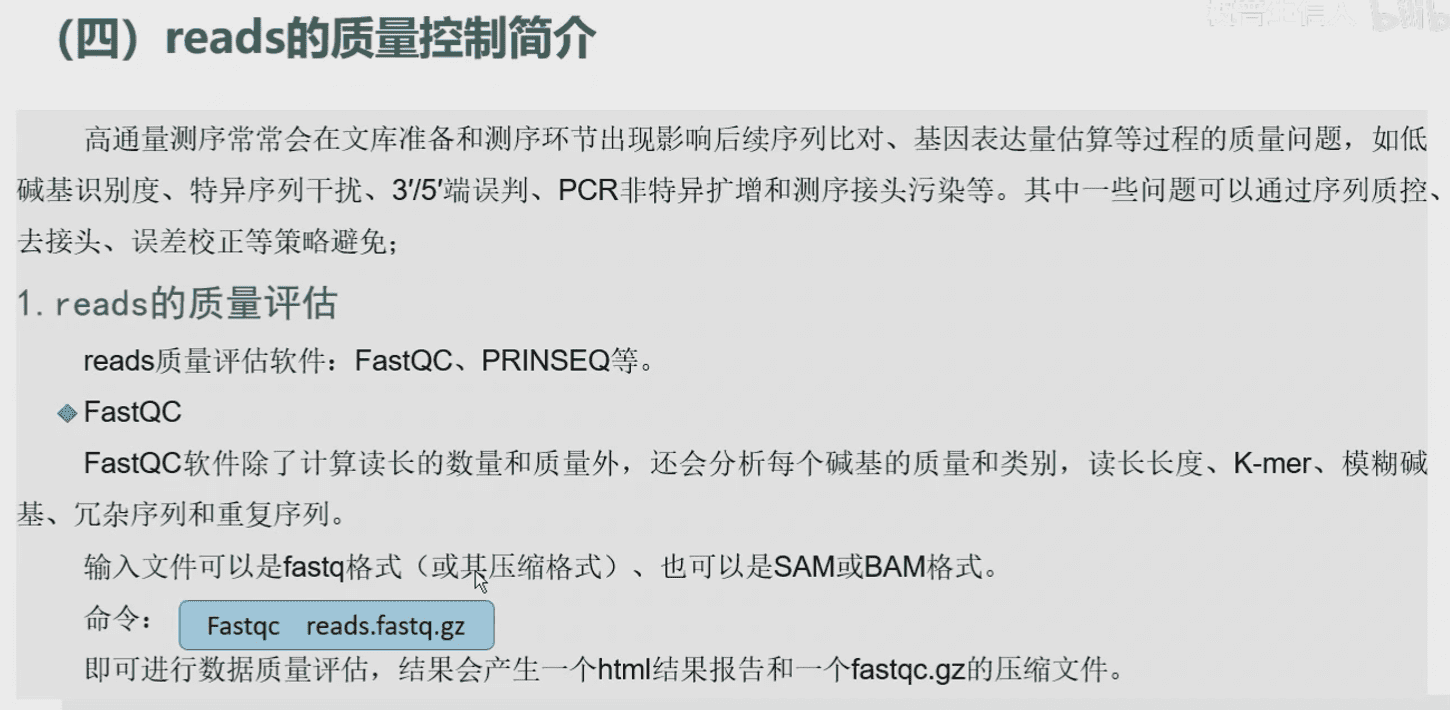 （四）reads的质量控制简介
高通量测序常常会在文库准备和测序环节出现影响后续序列比对、基因表达量估算等过程的质量问题，如低
碱基识别度、特异序列干扰、3′/5′端误判、PCR非特异扩增和测序接头污染等。其中一些问题可以通过序列质控、
去接头、误差校正等策略避免；
1.reads的质量评估
reads质量评估软件：FastQC、PRINSEQ等。
FastQC
FastQC软件除了计算读长的数量和质量外，还会分析每个碱基的质量和类别，读长长度、K-mer、模糊碱
基、冗杂序列和重复序列。
输入文件可以是fastq格式（或其压缩格式）、也可以是SAM或BAM格式。
命令： Fastqc reads.fastq.gz
即可进行数据质量评估，结果会产生一个html结果报告和一个fastqc.gz的压缩文件。